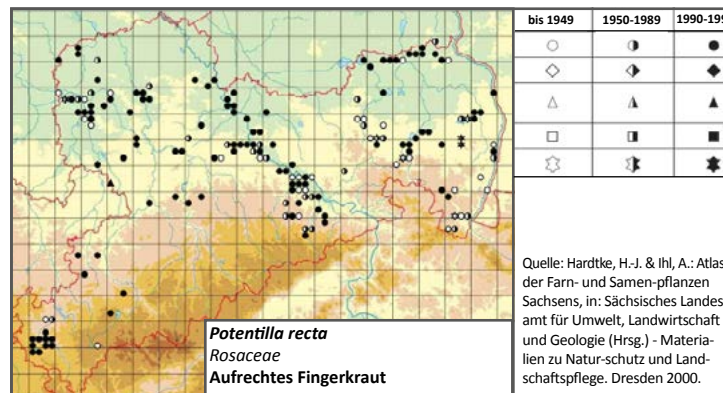 bis 1949 1950-1989 1990-199
Potentilla recta
Rosaceae
Aufrechtes Fingerkraut
Quelle: Hardtke, H.-J. & Ihl, A.: Atlas
der Farn- und Samen-pflanzen
Sachsens, in: Sächsisches Landes
amt für Umwelt, Landwirtschaft
und Geologie (Hrsg.) - Materia-
lien zu Natur-schutz und Land-
schaftspflege. Dresden 2000.